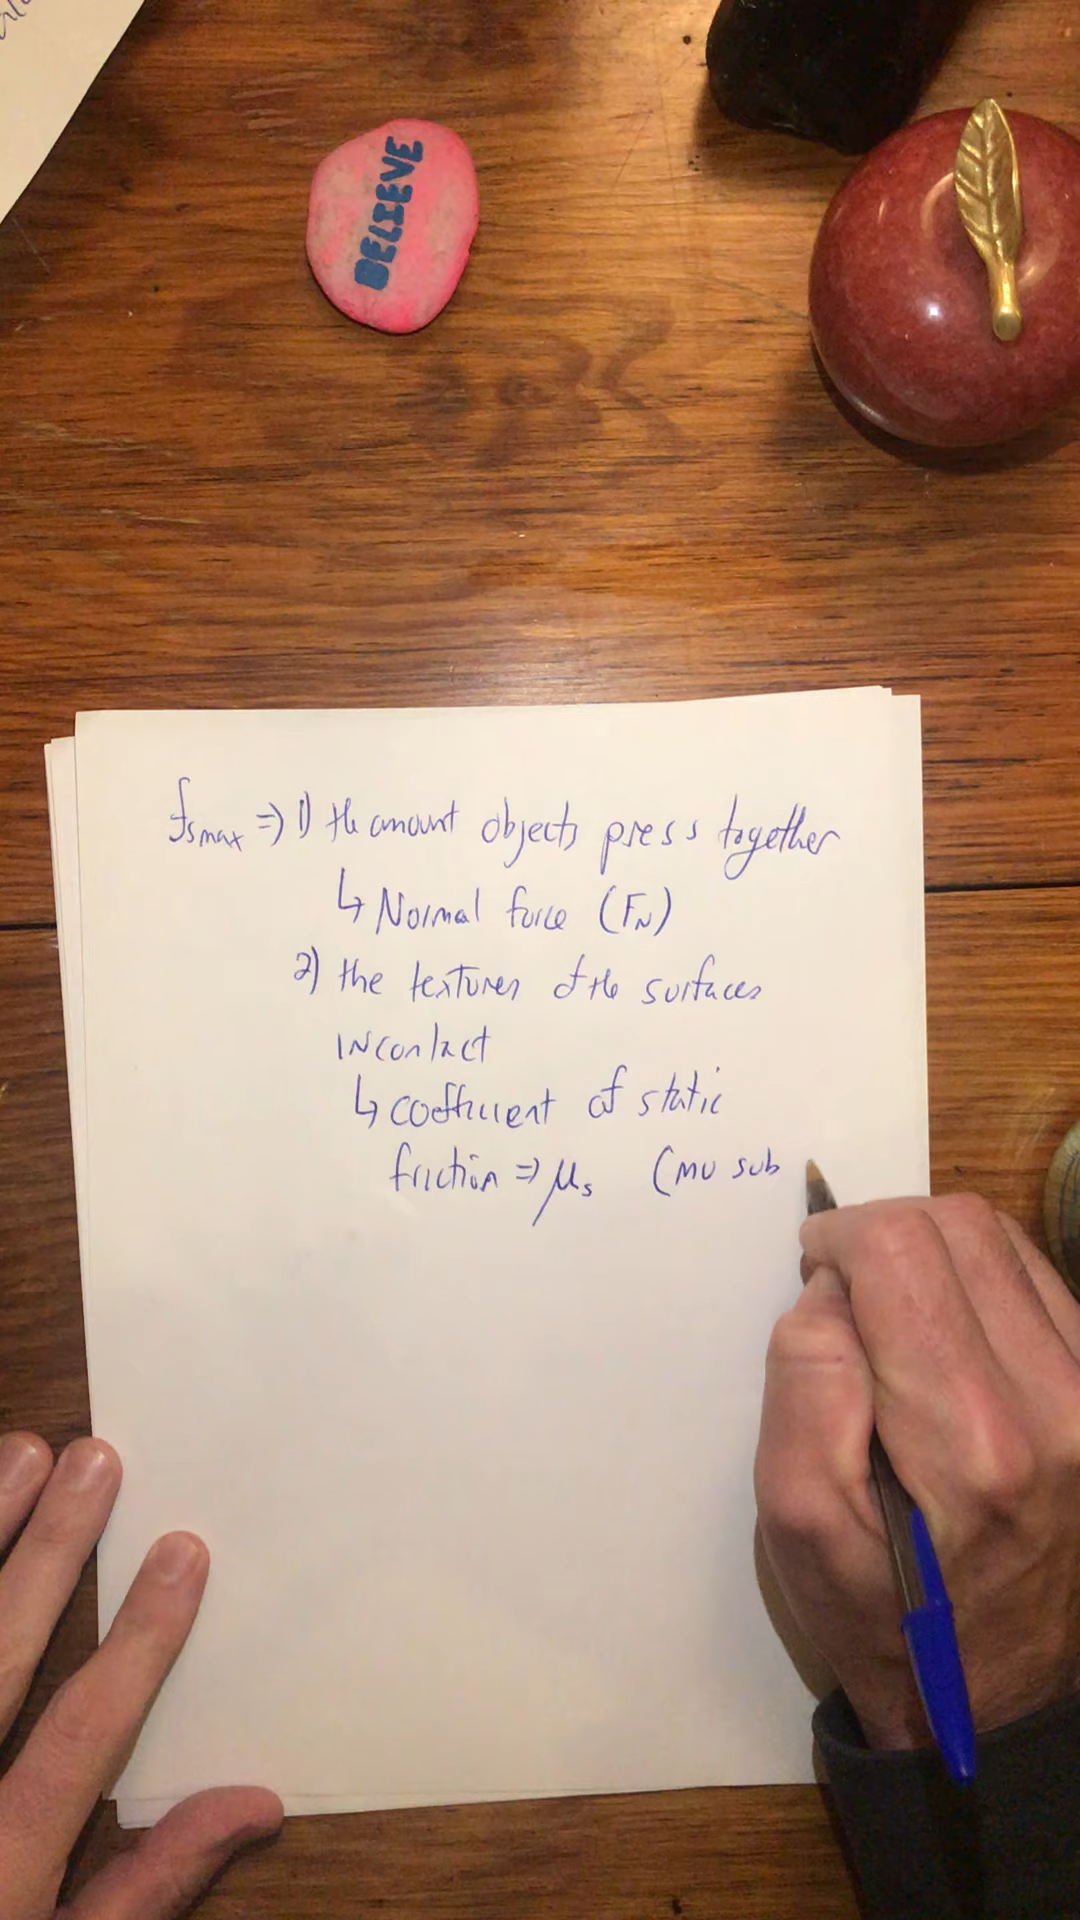 BELIEVE
fsmax => 1) the amount objects press together
↳ Normal force (FN)
2) the textures of the surfaces
in contact
↳ coefficient of static
friction => μs (mu sub